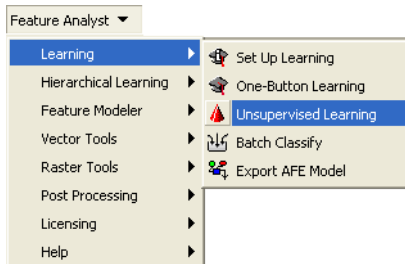 Feature Analyst
Learning
Hierarchical Learning
Feature Modeler
Vector Tools
Raster Tools
Post Processing
Licensing
Help
Set Up Learning
One-Button Learning
Unsupervised Learning
Batch Classify
Export AFE Model